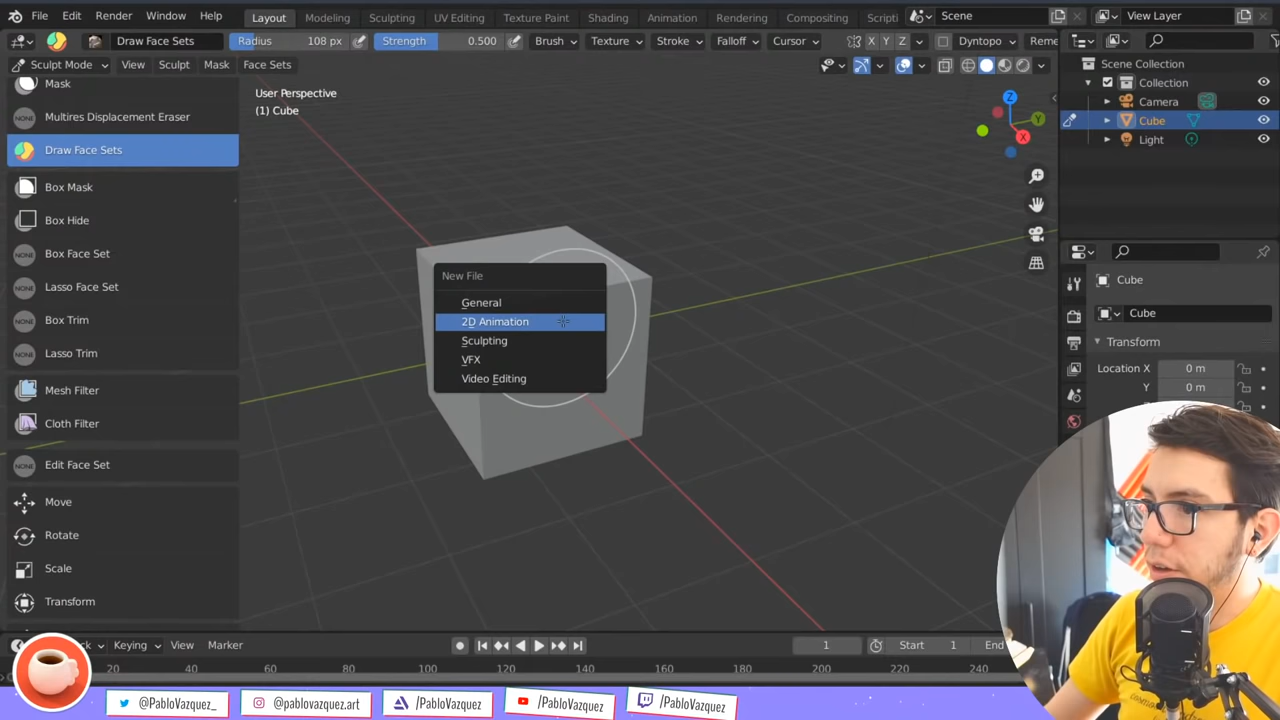 File Edit Render Window Help Layout Modeling Sculpting UV Editing Texture Paint Shading Animation Rendering Compositing Scripti Scene View Layer
Draw Face Sets Radius 108 px Strength 0.500 Brush Texture Stroke Falloff Cursor X Y Z Dyntopo Reme
Sculpt Mode View Sculpt Mask Face Sets
Scene Collection
Mask
Collection
User Perspective
(1) Cube
Camera
Multires Displacement Eraser
Cube
Light
Draw Face Sets
Box Mask
Box Hide
Box Face Set
Lasso Face Set
Box Trim
Lasso Trim
Mesh Filter
Cloth Filter
Edit Face Set
Move
Rotate
Scale
Transform
Z
Y
X
New File
General
2D Animation
Sculpting
VFX
Video Editing
Cube
Cube
Transform
Location X 0 m
Y 0 m
Keying View Marker 1 Start 1 End
20 60 80 100 120 140 160 180 200 220 240
@PabloVazquez_ @pablovazquez.art /PabloVazquez /PabloVazquez /PabloVazquez